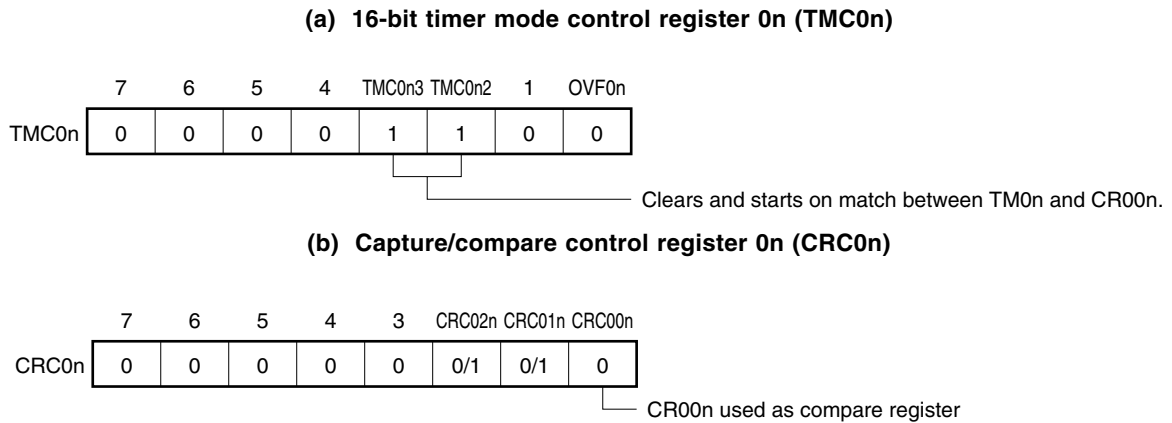 (a) 16-bit timer mode control register 0n (TMC0n)
7 6 5 4 TMC0n3 TMC0n2 1 OVF0n
TMC0n 0 0 0 0 1 1 0 0
Clears and starts on match between TM0n and CR00n.
(b) Capture/compare control register 0n (CRC0n)
7 6 5 4 3 CRC02n CRC01n CRC00n
CRC0n 0 0 0 0 0 0/1 0/1 0
CR00n used as compare register